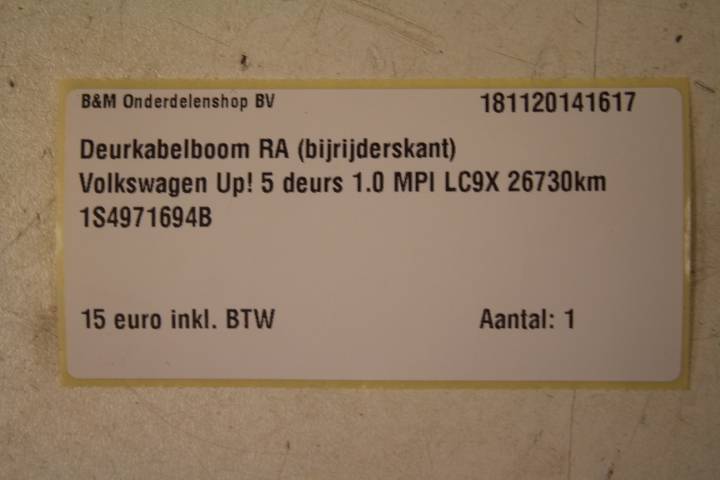 B&M Onderdelenshop BV 181120141617
Deurkabelboom RA (bijrijderskant)
Volkswagen Up! 5 deurs 1.0 MPI LC9X 26730km
1S4971694B
15 euro inkl. BTW Aantal: 1